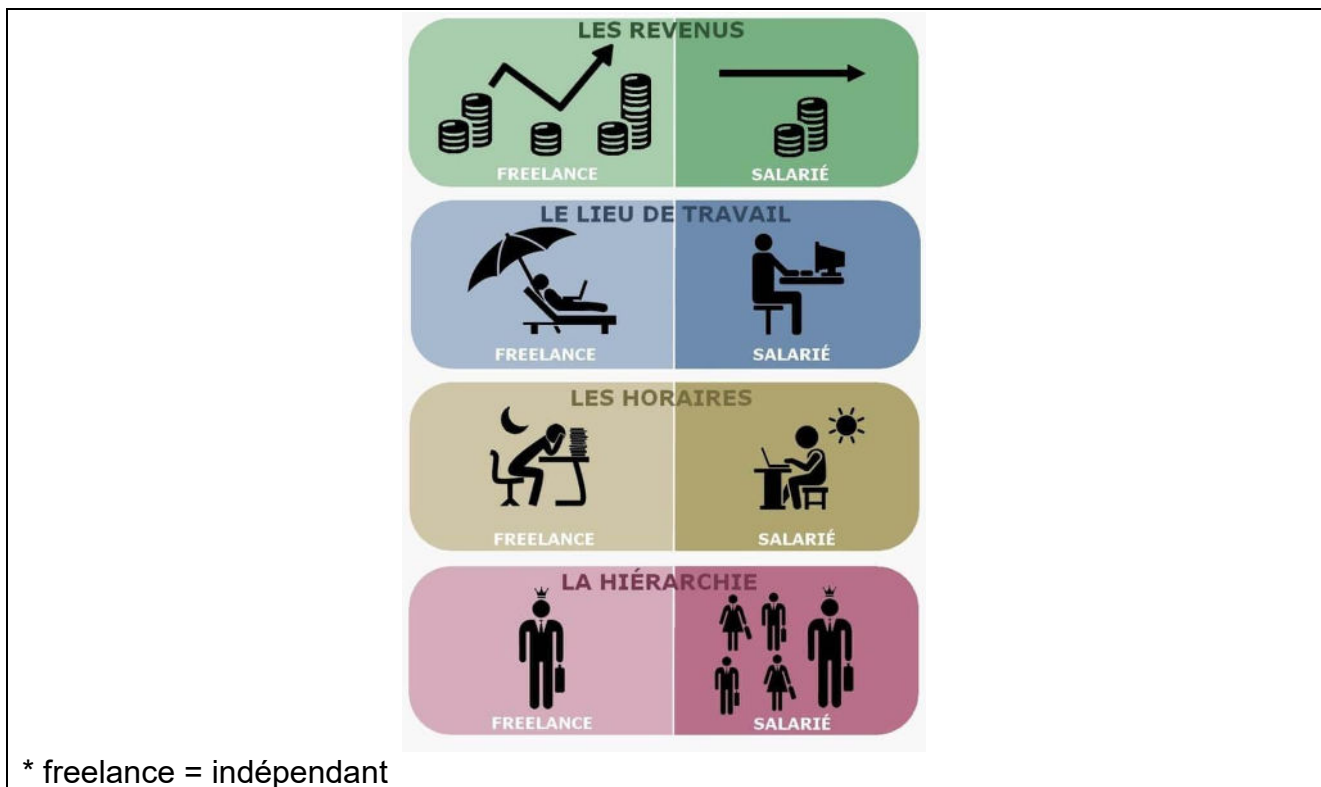 LES REVENUS
FREELANCE SALARIÉ
LE LIEU DE TRAVAIL
FREELANCE SALARIÉ
LES HORAIRES
FREELANCE SALARIÉ
LA HIÉRARCHIE
FREELANCE SALARIÉ
* freelance = indépendant